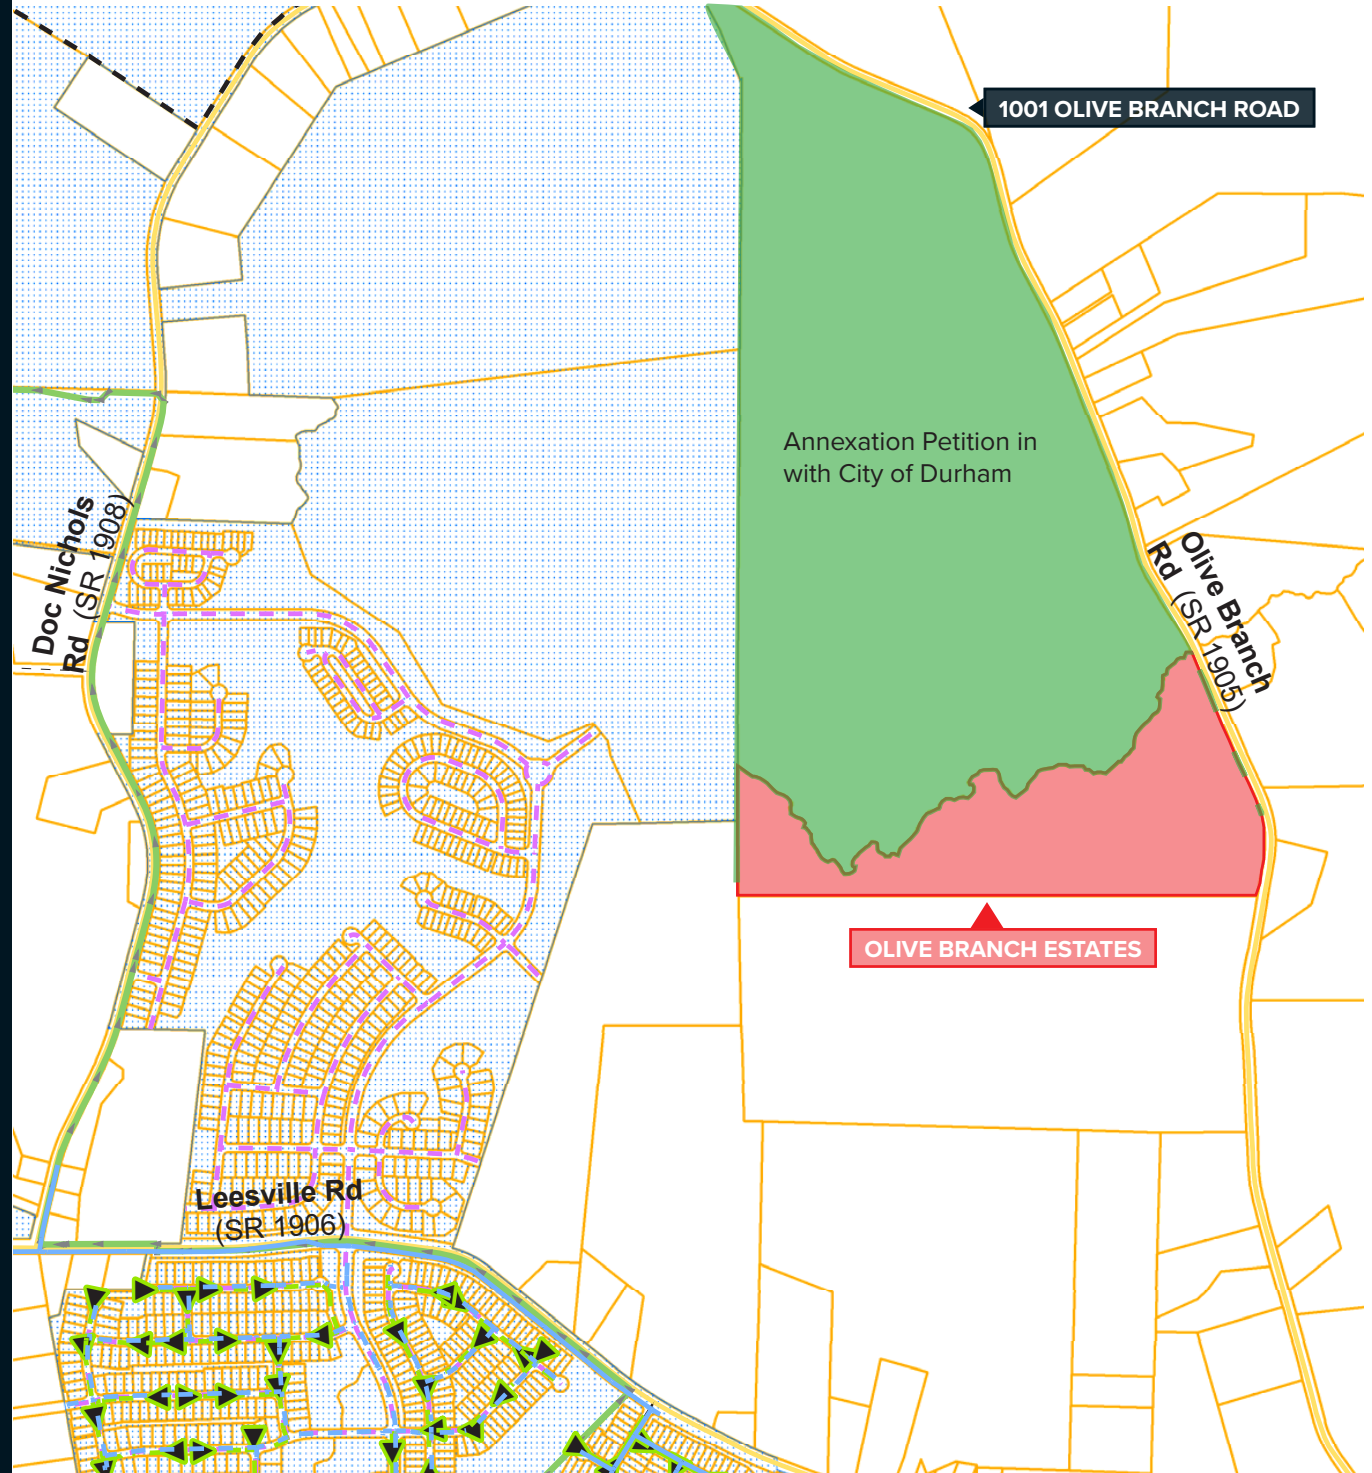 1001 OLIVE BRANCH ROAD
Annexation Petition in
with City of Durham
Doc Nichols
Rd (SR 1908)
Olive Branch
Rd (SR 1905)
OLIVE BRANCH ESTATES
Leesville Rd
(SR 1906)